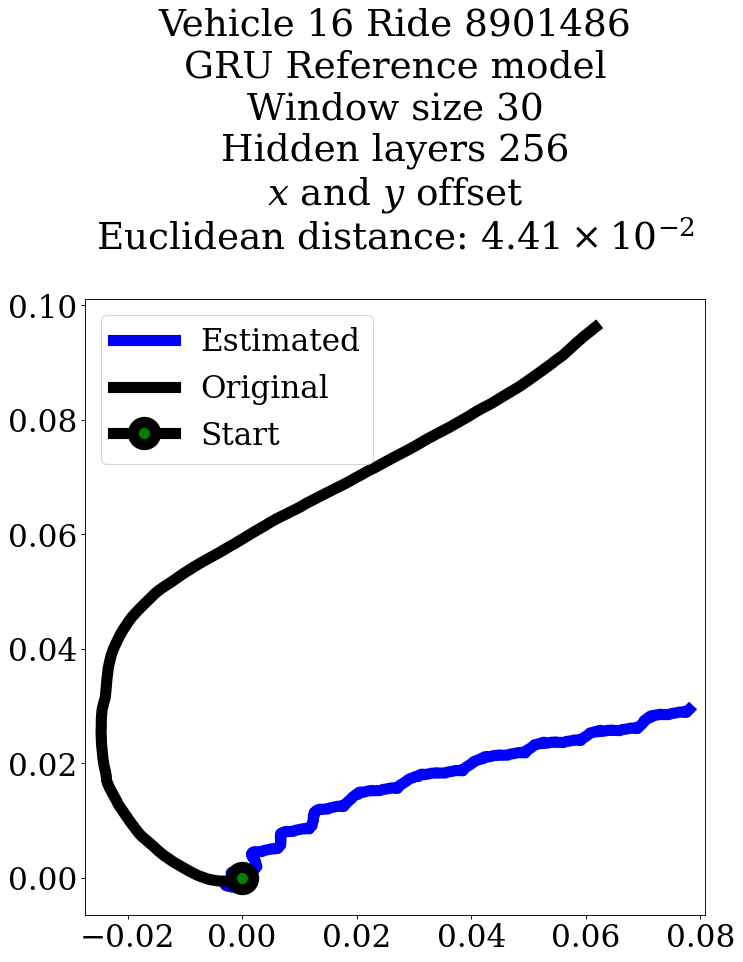 Vehicle 16 Ride 8901486
GRU Reference model
Window size 30
Hidden layers 256
x and y offset
Euclidean distance: 4.41 × 10⁻²
Estimated
Original
Start
0.10
0.08
0.06
0.04
0.02
0.00
−0.02 0.00 0.02 0.04 0.06 0.08